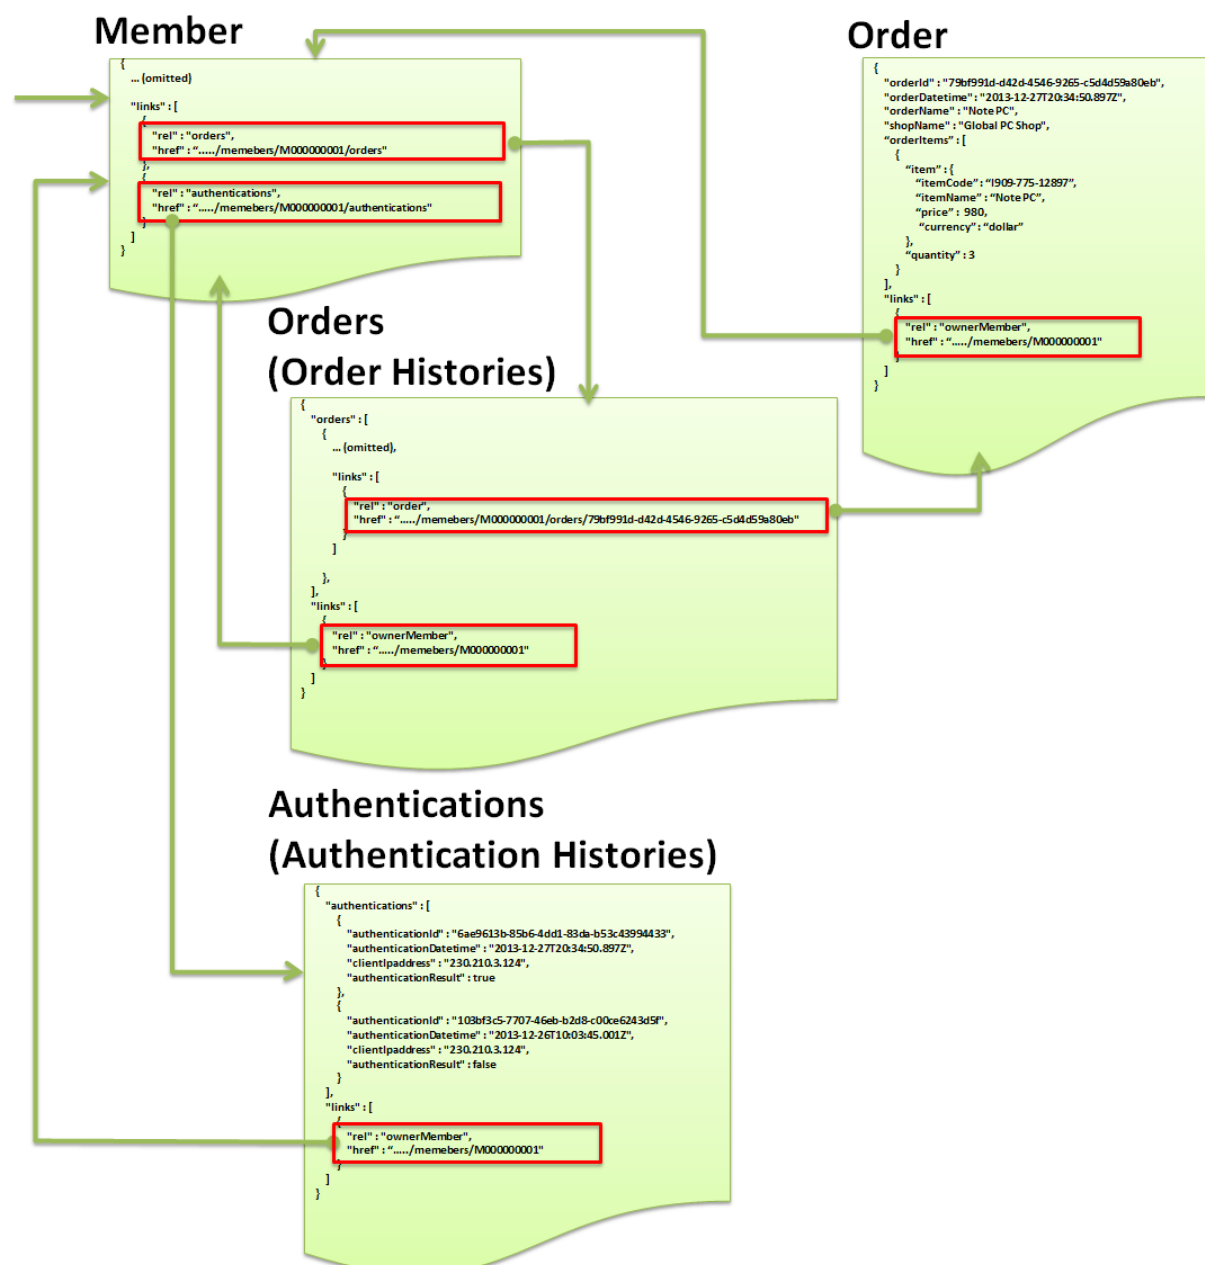 Member
{
... (omitted)
"links" : [
{
"rel" : "orders",
"href" : “...../memebers/M000000001/orders"
},
{
"rel" : "authentications",
"href" : “...../memebers/M000000001/authentications"
}
]
}
Order
{
"orderId" : "79bf991d-d42d-4546-9265-c5d4d59a80eb",
"orderDatetime" : "2013-12-27T20:34:50.897Z",
"orderName" : "Note PC",
"shopName" : "Global PC Shop",
“orderItems" : [
{
“item” : {
“itemCode” : “I909-775-12897”,
“itemName” : “Note PC”,
“price” : 980,
“currency” : “dollar”
},
“quantity” : 3
}
],
"links" : [
{
"rel" : "ownerMember",
"href" : “...../memebers/M000000001"
}
]
}
Orders
(Order Histories)
{
"orders" : [
{
... (omitted),
"links" : [
{
"rel" : "order",
"href" : “...../memebers/M000000001/orders/79bf991d-d42d-4546-9265-c5d4d59a80eb"
}
]
},
],
"links" : [
{
"rel" : "ownerMember",
"href" : “...../memebers/M000000001"
}
]
}
Authentications
(Authentication Histories)
{
"authentications" : [
{
"authenticationId" : "6ae9613b-85b6-4dd1-83da-b53c43994433",
"authenticationDatetime" : "2013-12-27T20:34:50.897Z",
"clientIpaddress" : "230.210.3.124",
"authenticationResult" : true
},
{
"authenticationId" : "103bf3c5-7707-46eb-b2d8-c00ce6243d5f",
"authenticationDatetime" : "2013-12-26T10:03:45.001Z",
"clientIpaddress" : "230.210.3.124",
"authenticationResult" : false
}
],
"links" : [
{
"rel" : "ownerMember",
"href" : “...../memebers/M000000001"
}
]
}